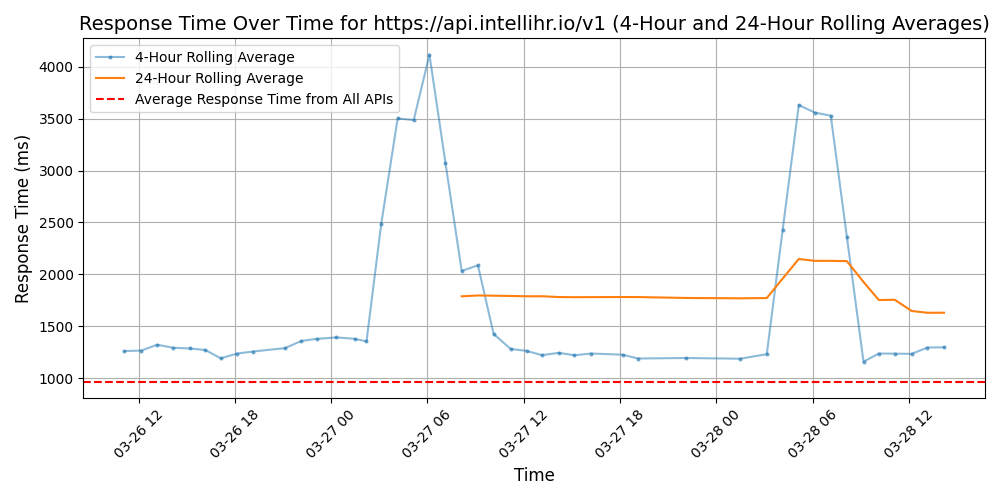 Response Time Over Time for https://api.intellihr.io/v1 (4-Hour and 24-Hour Rolling Averages)
4-Hour Rolling Average
24-Hour Rolling Average
Average Response Time from All APIs
Response Time (ms)
4000
3500
3000
2500
2000
1500
1000
03-26 12
03-26 18
03-27 00
03-27 06
03-27 12
03-27 18
03-28 00
03-28 06
03-28 12
Time